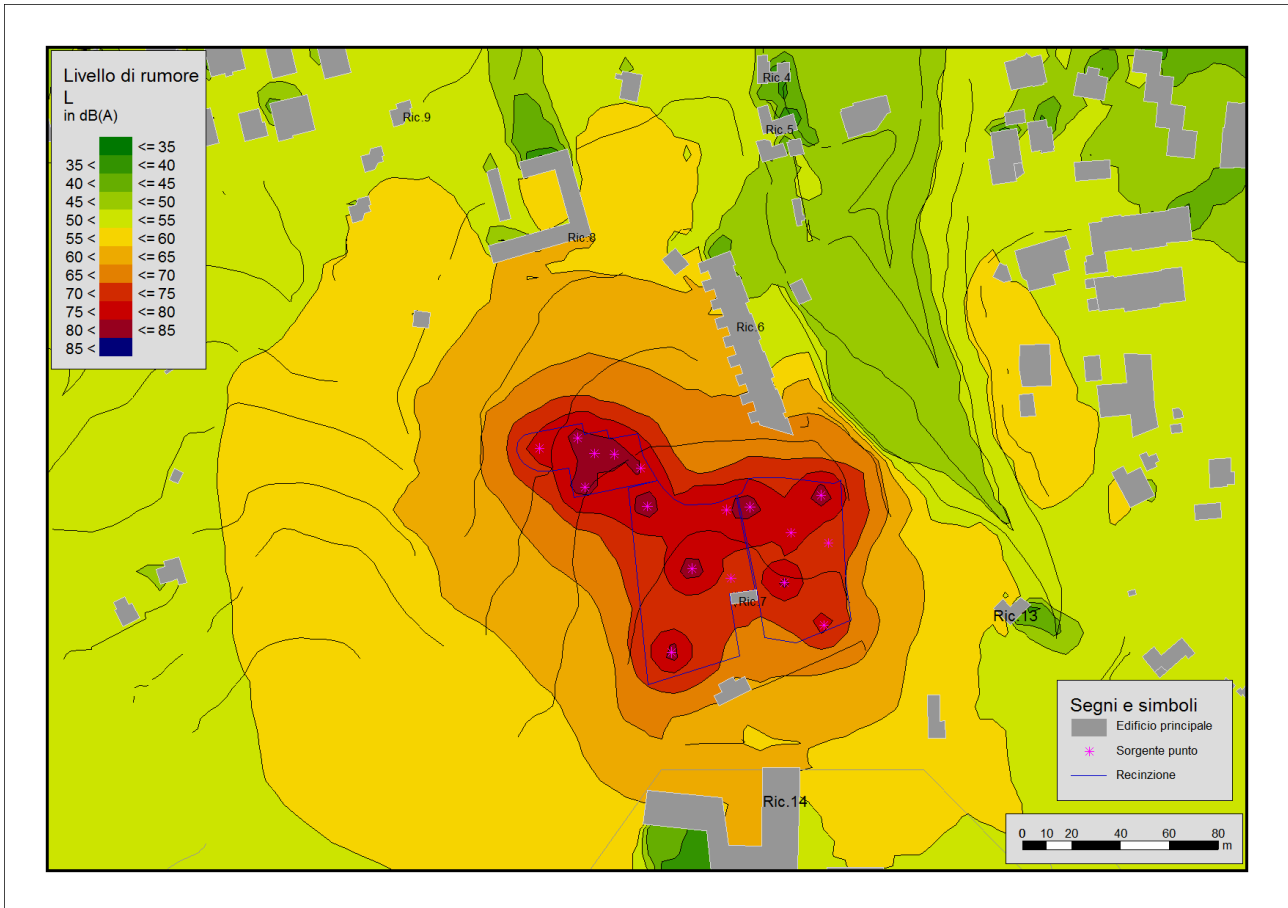 Livello di rumore
L
in dB(A)
<= 35
35 < <= 40
40 < <= 45
45 < <= 50
50 < <= 55
55 < <= 60
60 < <= 65
65 < <= 70
70 < <= 75
75 < <= 80
80 < <= 85
85 <
Ric.4
Ric.9
Ric.5
Ric.8
Ric.6
Ric.7
Ric.13
Ric.14
Segni e simboli
Edificio principale
Sorgente punto
Recinzione
0 10 20 40 60 80
m